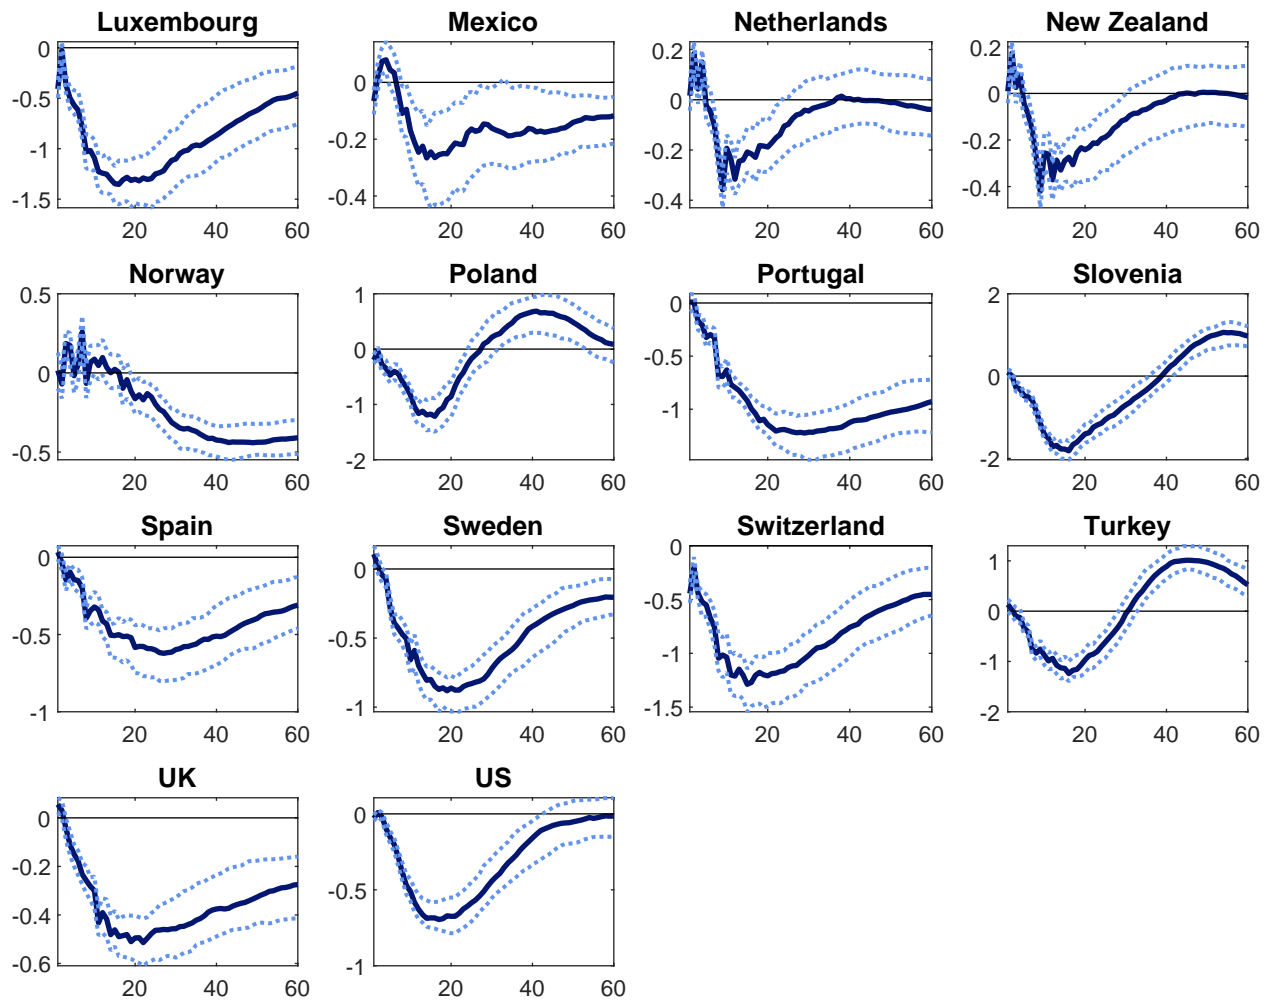 Luxembourg Mexico Netherlands New Zealand
0 0 0.2 0.2
-0.5 -0.2 0 0
-1 -0.4 -0.2 -0.2
-1.5 -0.4 -0.4
20 40 60 20 40 60 20 40 60 20 40 60
Norway Poland Portugal Slovenia
0.5 1 0 2
0 0 -0.5 0
-0.5 -1 -1 -2
-2
20 40 60 20 40 60 20 40 60 20 40 60
Spain Sweden Switzerland Turkey
0 0 0 1
-0.5 -0.5 -0.5 0
-1 -1 -1 -1
-1.5 -2
20 40 60 20 40 60 20 40 60 20 40 60
UK US
0 0
-0.2 -0.5
-0.4 -1
-0.6
20 40 60 20 40 60